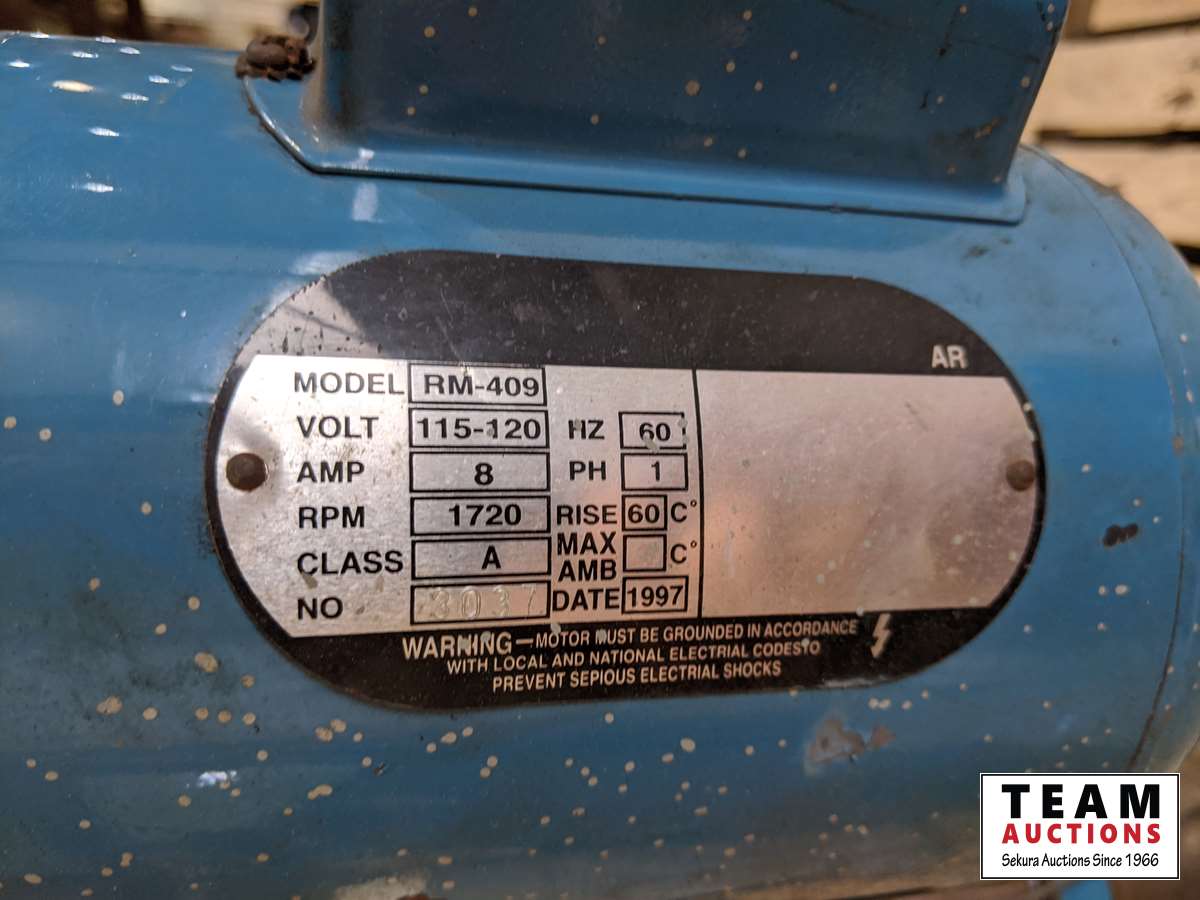 AR
MODEL RM-409
VOLT 115-120 HZ 60
AMP 8 PH 1
RPM 1720 RISE 60 C°
CLASS A MAX AMB C°
NO 3037 DATE 1997
WARNING—MOTOR MUST BE GROUNDED IN ACCORDANCE
WITH LOCAL AND NATIONAL ELECTRIAL CODESTO
PREVENT SEPIOUS ELECTRIAL SHOCKS
TEAM
AUCTIONS
Sekura Auctions Since 1966